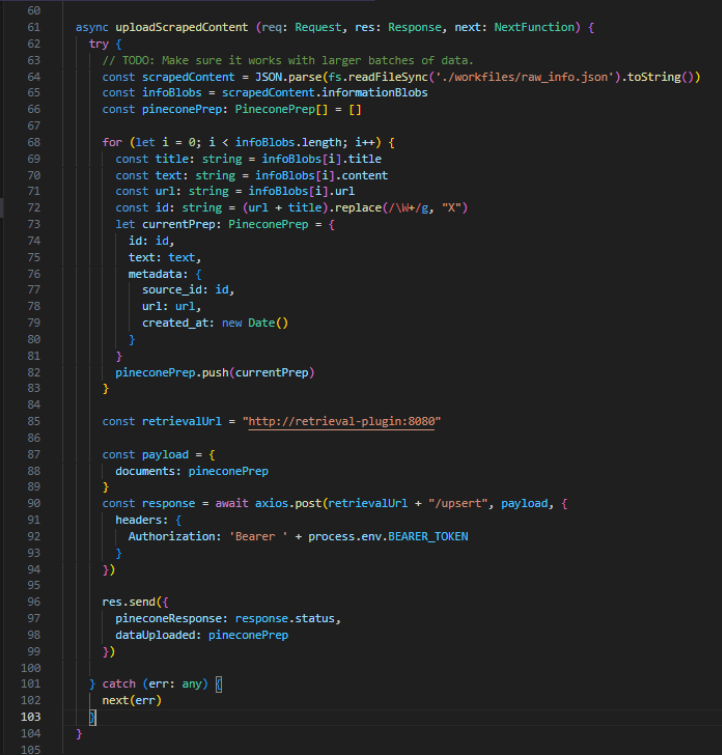 60
61 async uploadScrapedContent (req: Request, res: Response, next: NextFunction) {
62 try {
63 // TODO: Make sure it works with larger batches of data.
64 const scrapedContent = JSON.parse(fs.readFileSync('./workfiles/raw_info.json').toString())
65 const infoBlobs = scrapedContent.informationBlobs
66 const pineconePrep: PineconePrep[] = []
67
68 for (let i = 0; i < infoBlobs.length; i++) {
69 const title: string = infoBlobs[i].title
70 const text: string = infoBlobs[i].content
71 const url: string = infoBlobs[i].url
72 const id: string = (url + title).replace(/\W+/g, "X")
73 let currentPrep: PineconePrep = {
74 id: id,
75 text: text,
76 metadata: {
77 source_id: id,
78 url: url,
79 created_at: new Date()
80 }
81 }
82 pineconePrep.push(currentPrep)
83 }
84
85 const retrievalUrl = "http://retrieval-plugin:8080"
86
87 const payload = {
88 documents: pineconePrep
89 }
90 const response = await axios.post(retrievalUrl + "/upsert", payload, {
91 headers: {
92 Authorization: 'Bearer ' + process.env.BEARER_TOKEN
93 }
94 })
95
96 res.send({
97 pineconeResponse: response.status,
98 dataUploaded: pineconePrep
99 })
100
101 } catch (err: any) {
102 next(err)
103 }
104 }
105